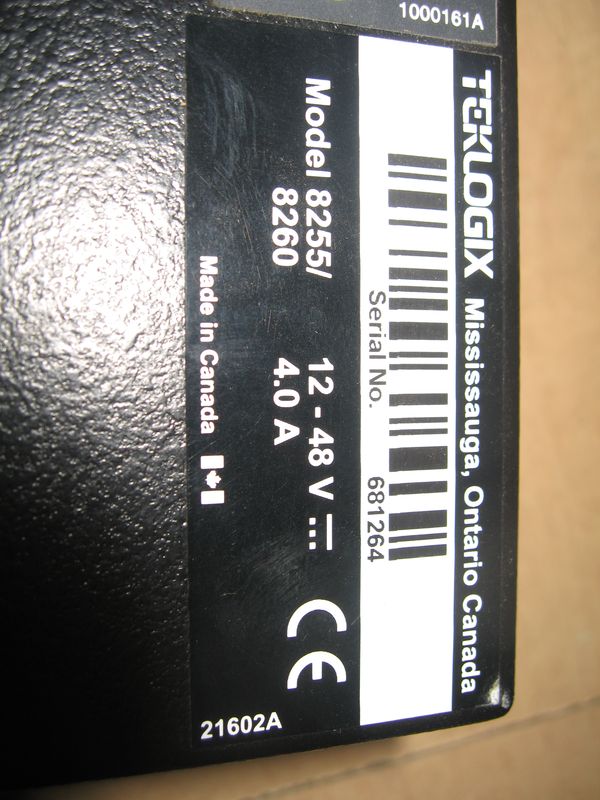 1000161A
TEKLOGIX Mississauga, Ontario Canada
Serial No. 681264
Model 8255/ 12 - 48 V
8260 4.0 A
Made in Canada
CE
21602A